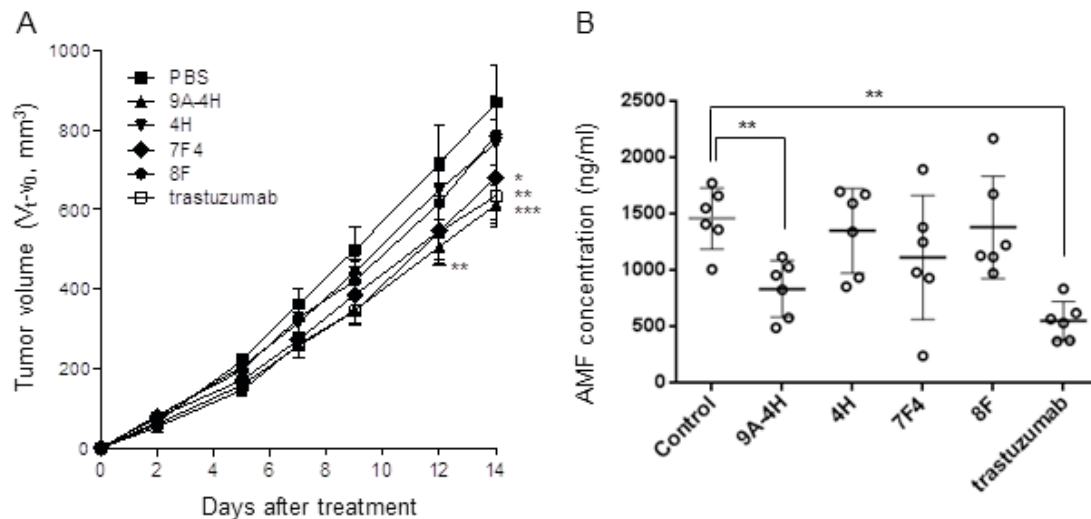 A
Tumor volume (Vt-v0, mm3)
1000
800
600
400
200
0
PBS
9A-4H
4H
7F4
8F
trastuzumab
*
**
***
**
0 2 4 6 8 10 12 14
Days after treatment
B
AMF concentration (ng/ml)
2500
2000
1500
1000
500
0
**
**
Control 9A-4H 4H 7F4 8F trastuzumab